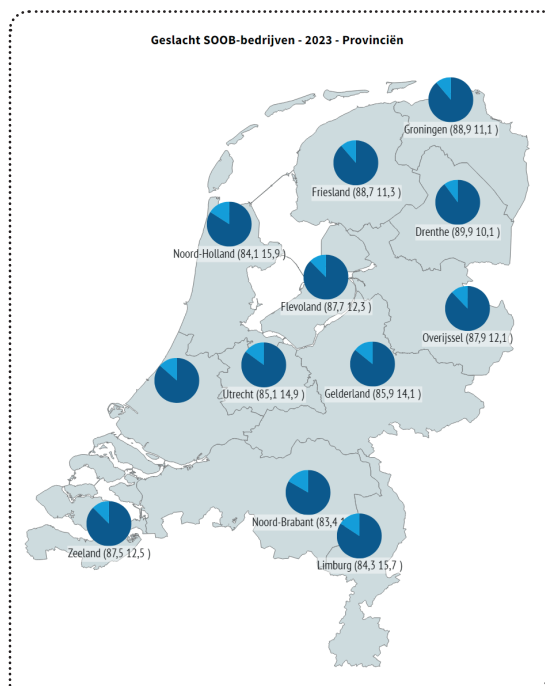 Geslacht SOOB-bedrijven - 2023 - Provinciën
Groningen (88,9 11,1 )
Friesland (88,7 11,3 )
Drenthe (89,9 10,1 )
Noord-Holland (84,1 15,9 )
Flevoland (87,7 12,3 )
Overijssel (87,9 12,1 )
Utrecht (85,1 14,9 )
Gelderland (85,9 14,1 )
Noord-Brabant (83,4
Zeeland (87,5 12,5 )
Limburg (84,3 15,7 )